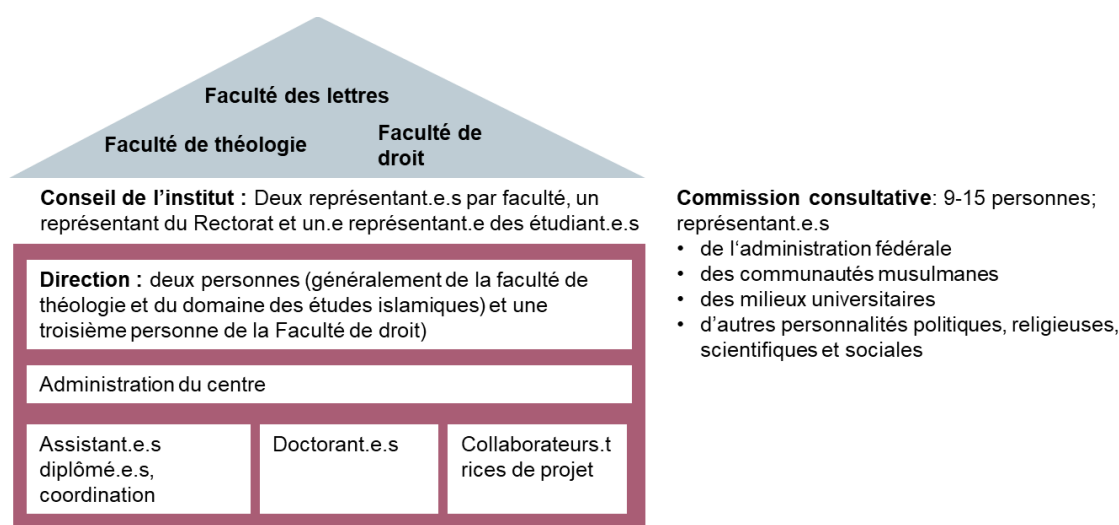 Faculté des lettres
Faculté de théologie
Faculté de
droit
Conseil de l’institut : Deux représentant.e.s par faculté, un
représentant du Rectorat et un.e représentant.e des étudiant.e.s
Direction : deux personnes (généralement de la faculté de
théologie et du domaine des études islamiques) et une
troisième personne de la Faculté de droit)
Administration du centre
Assistant.e.s
diplômé.e.s,
coordination
Doctorant.e.s
Collaborateurs.t
rices de projet
Commission consultative: 9-15 personnes;
représentant.e.s
• de l‘administration fédérale
• des communautés musulmanes
• des milieux universitaires
• d’autres personnalités politiques, religieuses,
scientifiques et sociales